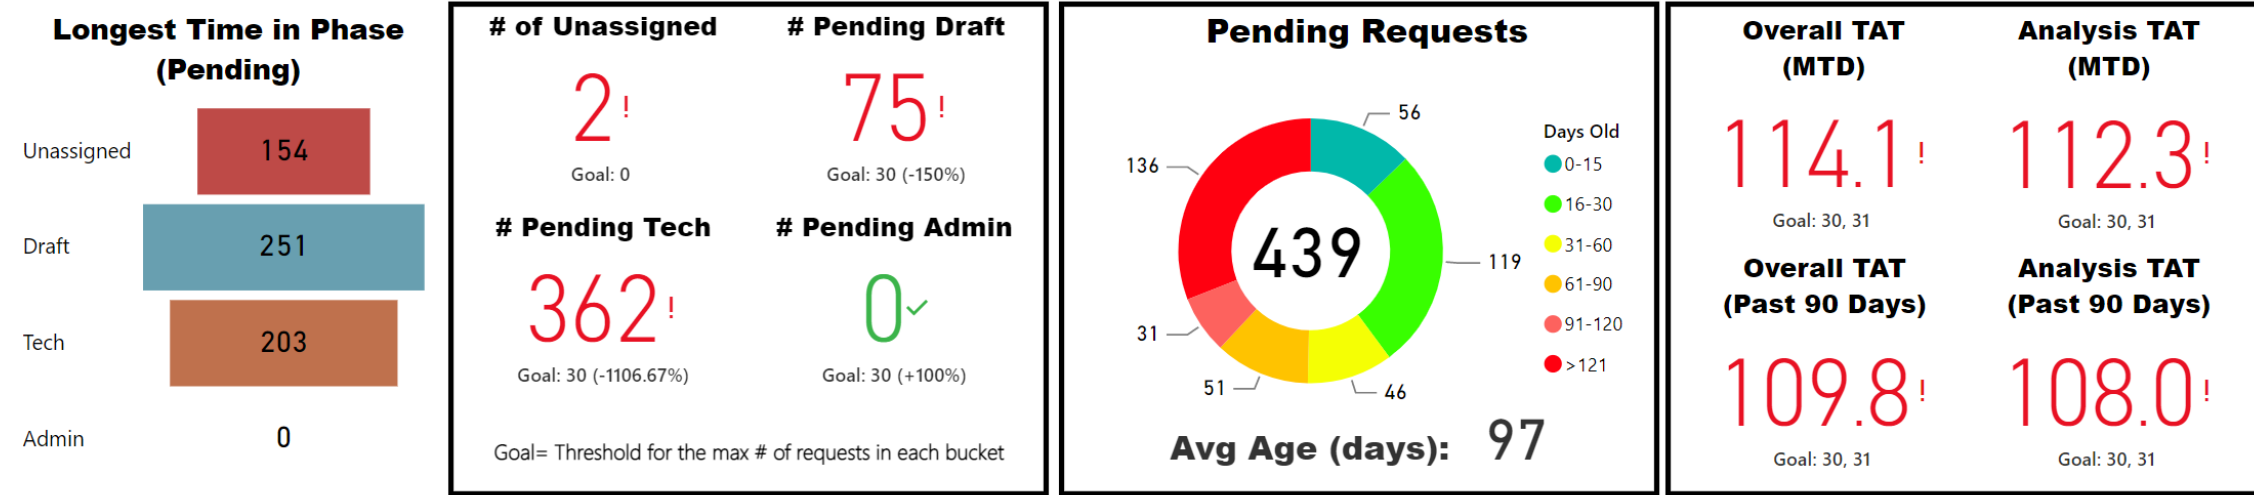 Longest Time in Phase
(Pending)
Unassigned
154
Draft
251
Tech
203
Admin
0
# of Unassigned
2!
Goal: 0
# Pending Draft
75!
Goal: 30 (-150%)
# Pending Tech
362!
Goal: 30 (-1106.67%)
# Pending Admin
0✓
Goal: 30 (+100%)
Goal= Threshold for the max # of requests in each bucket
Pending Requests
56
136
439
119
31
51
46
Days Old
0-15
16-30
31-60
61-90
91-120
>121
Avg Age (days): 97
Overall TAT
(MTD)
114.1!
Goal: 30, 31
Analysis TAT
(MTD)
112.3!
Goal: 30, 31
Overall TAT
(Past 90 Days)
109.8!
Goal: 30, 31
Analysis TAT
(Past 90 Days)
108.0!
Goal: 30, 31